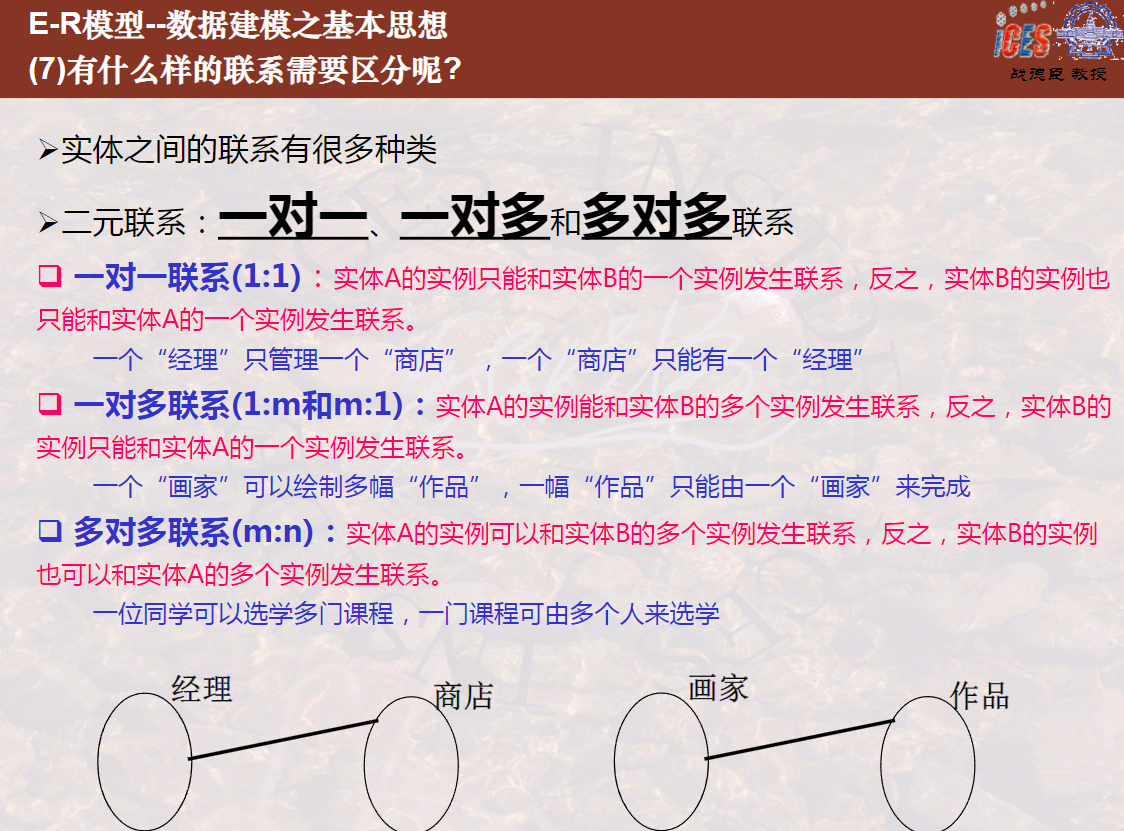 E-R模型--数据建模之基本思想
(7)有什么样的联系需要区分呢?
iCES
战德臣 教授
➢实体之间的联系有很多种类
➢二元联系：一对一、一对多和多对多联系
❑ 一对一联系(1:1)：实体A的实例只能和实体B的一个实例发生联系，反之，实体B的实例也
只能和实体A的一个实例发生联系。
一个“经理”只管理一个“商店”，一个“商店”只能有一个“经理”
❑ 一对多联系(1:m和m:1)：实体A的实例能和实体B的多个实例发生联系，反之，实体B的
实例只能和实体A的一个实例发生联系。
一个“画家”可以绘制多幅“作品”，一幅“作品”只能由一个“画家”来完成
❑ 多对多联系(m:n)：实体A的实例可以和实体B的多个实例发生联系，反之，实体B的实例
也可以和实体A的多个实例发生联系。
一位同学可以选学多门课程，一门课程可由多个人来选学
经理
商店
画家
作品